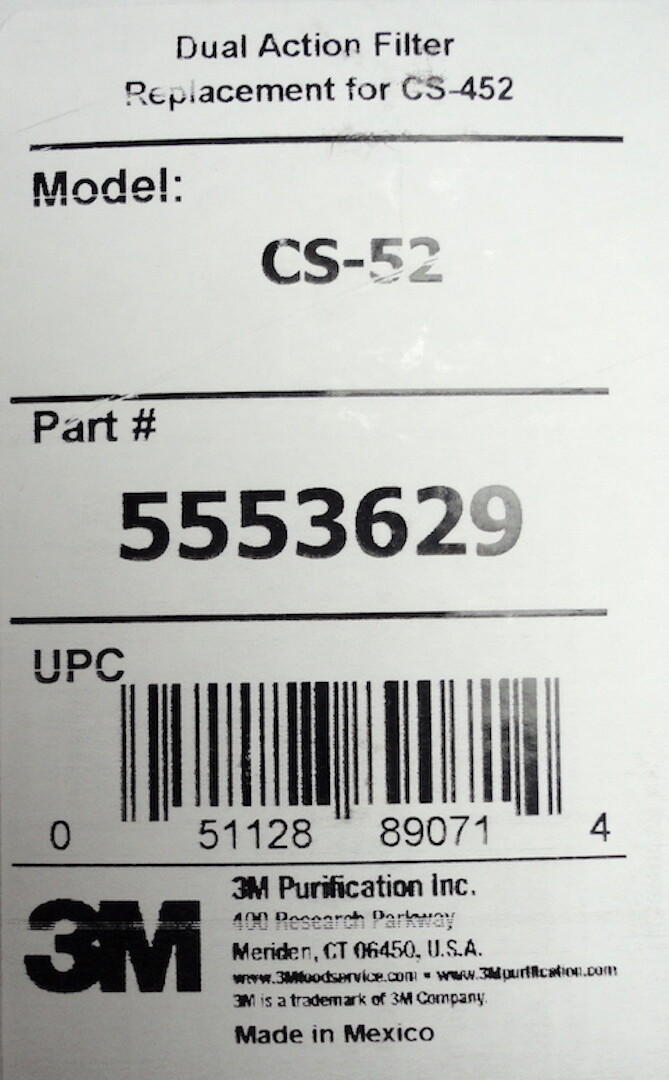 Dual Action Filter
Replacement for CS-452
Model:
CS-52
Part #
5553629
UPC
0 51128 89071 4
3M
3M Purification Inc.
400 Research Parkway
Meriden, CT 06450, U.S.A.
www.3Mfoodservice.com • www.3Mpurification.com
3M is a trademark of 3M Company.
Made in Mexico